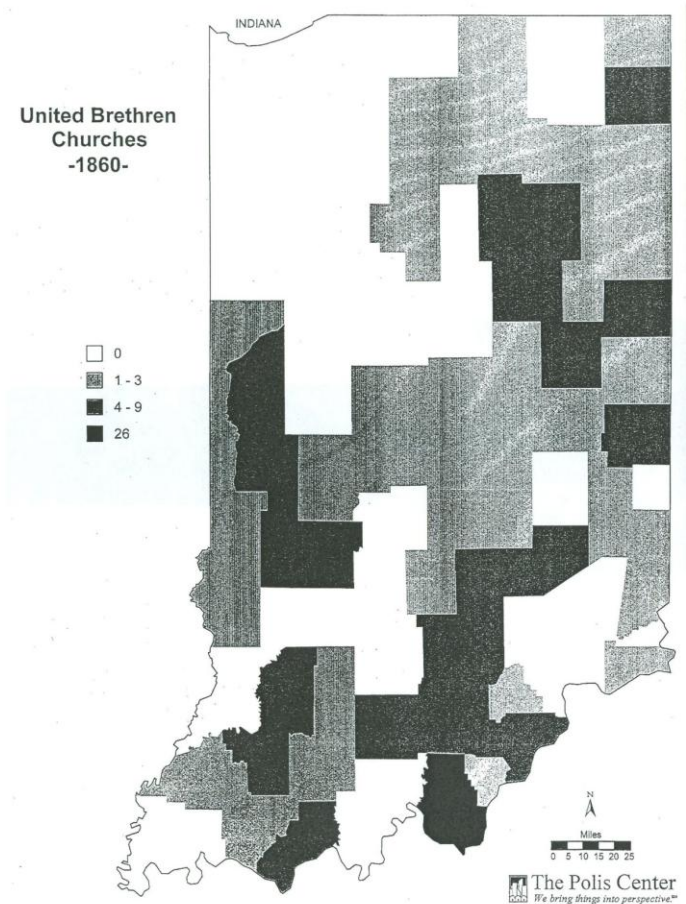 INDIANA
United Brethren
Churches
-1860-
0
1 - 3
4 - 9
26
N
Miles
0 5 10 15 20 25
The Polis Center
We bring things into perspective.℠